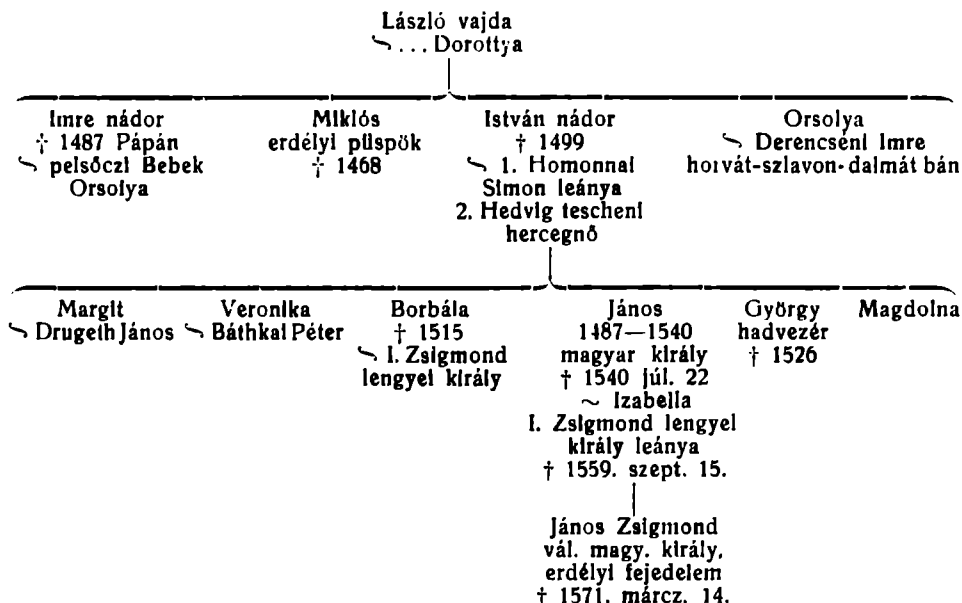 László vajda
~ ... Dorottya
Imre nádor
† 1487 Pápán
~ pelsőczi Bebek
Orsolya
Miklós
erdélyi püspök
† 1468
István nádor
† 1499
~ 1. Homonnai
Simon leánya
2. Hedvig tescheni
hercegnő
Orsolya
~ Derencséni Imre
horvát-szlavon-dalmát bán
Margit
~ Drugeth János
Veronika
~ Báthkai Péter
Borbála
† 1515
~ I. Zsigmond
lengyel király
János
1487—1540
magyar király
† 1540 júl. 22
~ Izabella
I. Zsigmond lengyel
király leánya
† 1559. szept. 15.
János Zsigmond
vál. magy. király,
erdélyi fejedelem
† 1571. márcz. 14.
György
hadvezér
† 1526
Magdolna